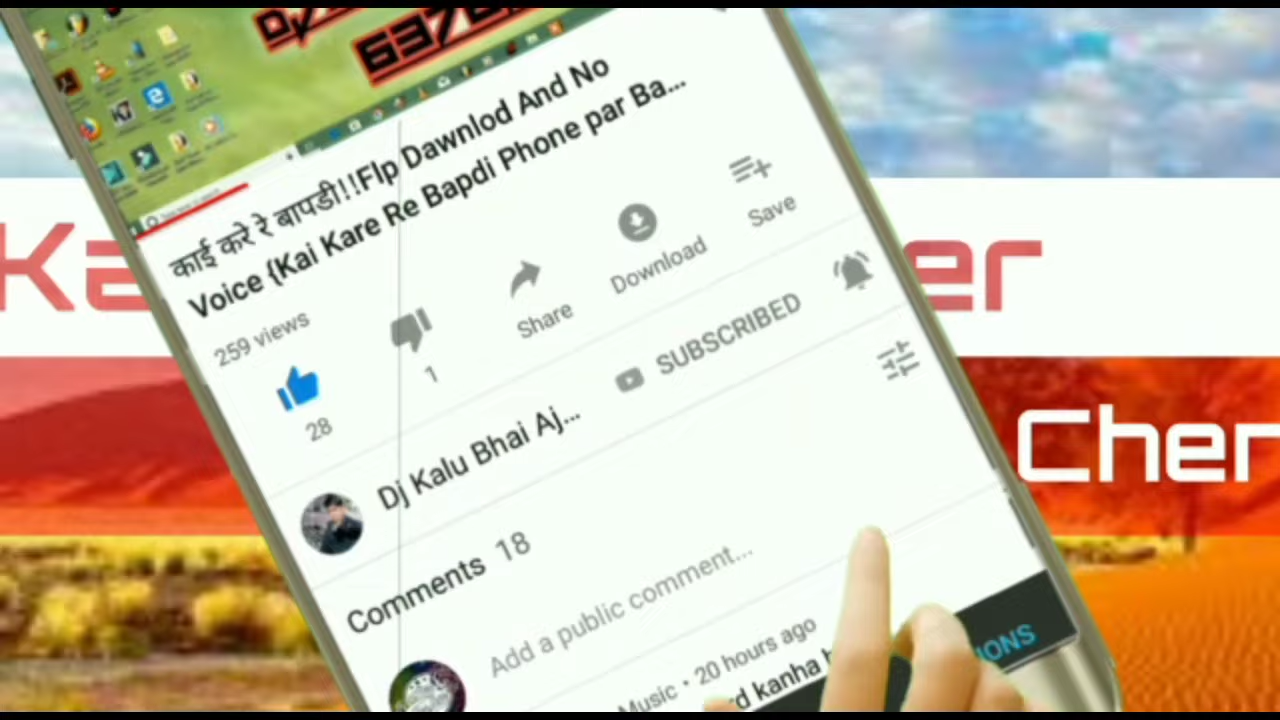 काई करे रे बापडी!!Flp Dawnlod And No
Voice {Kai Kare Re Bapdi Phone par Ba...
259 views
28
1
Share
Download
Save
Dj Kalu Bhai Aj...
SUBSCRIBED
Comments 18
Add a public comment...
Music • 20 hours ago
kanha
Ka
er
Cher
IONS